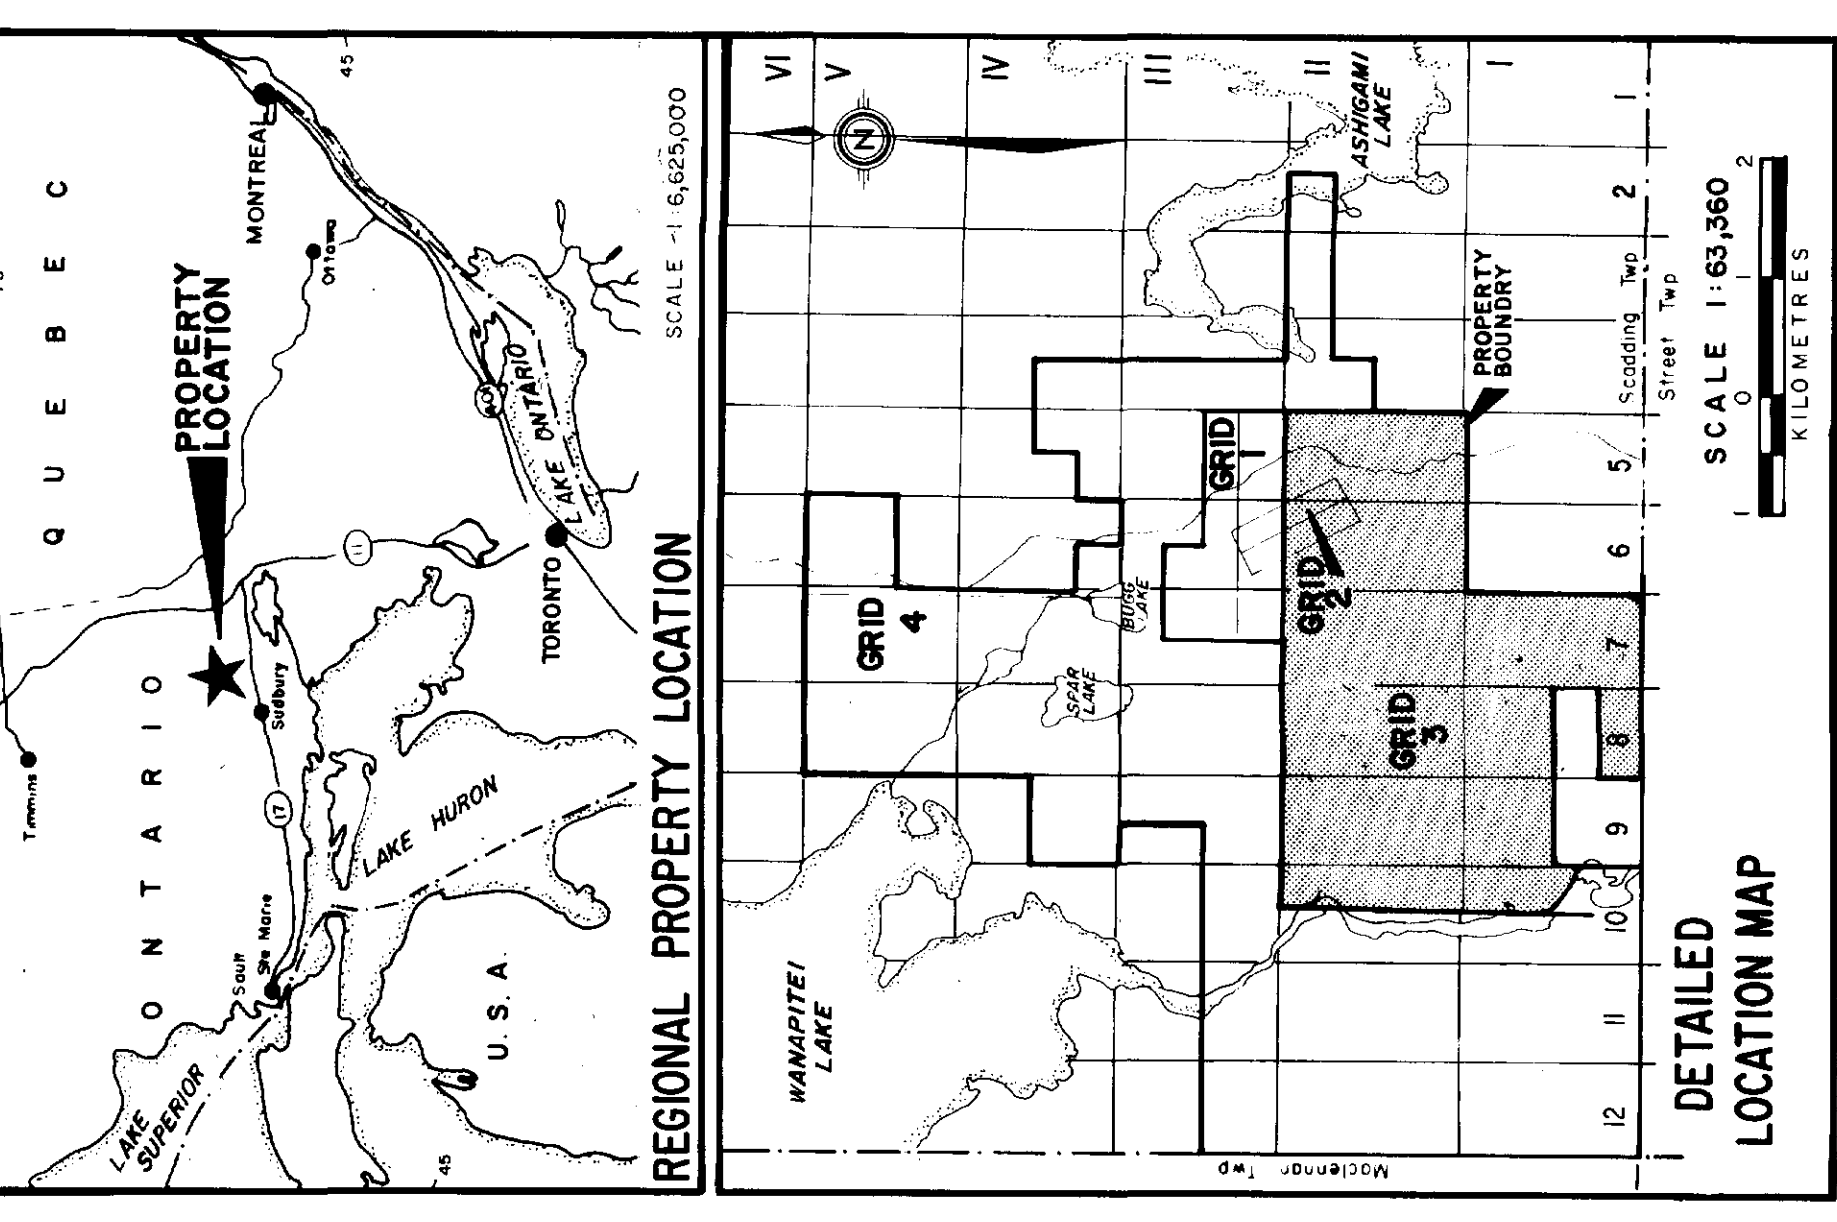 QUEBEC
ONTARIO
PROPERTY
LOCATION
MONTREAL
Ottawa
45
Timmins
Sudbury
Sault
Ste Marie
17
11
401
TORONTO
LAKE ONTARIO
LAKE HURON
LAKE
SUPERIOR
U.S.A.
45
SCALE -1:6,625,000
REGIONAL PROPERTY LOCATION
VI
V
IV
III
II
I
N
ASHIGAMI
LAKE
WANAPITEI
LAKE
BUGG
LAKE
SPAR
LAKE
GRID
1
GRID
2
GRID
3
GRID
4
PROPERTY
BOUNDRY
12
11
10
9
8
7
6
5
2
1
Maclennan Twp
Scadding Twp
Street Twp
DETAILED
LOCATION MAP
SCALE 1:63,360
1 0 1 2
KILOMETRES